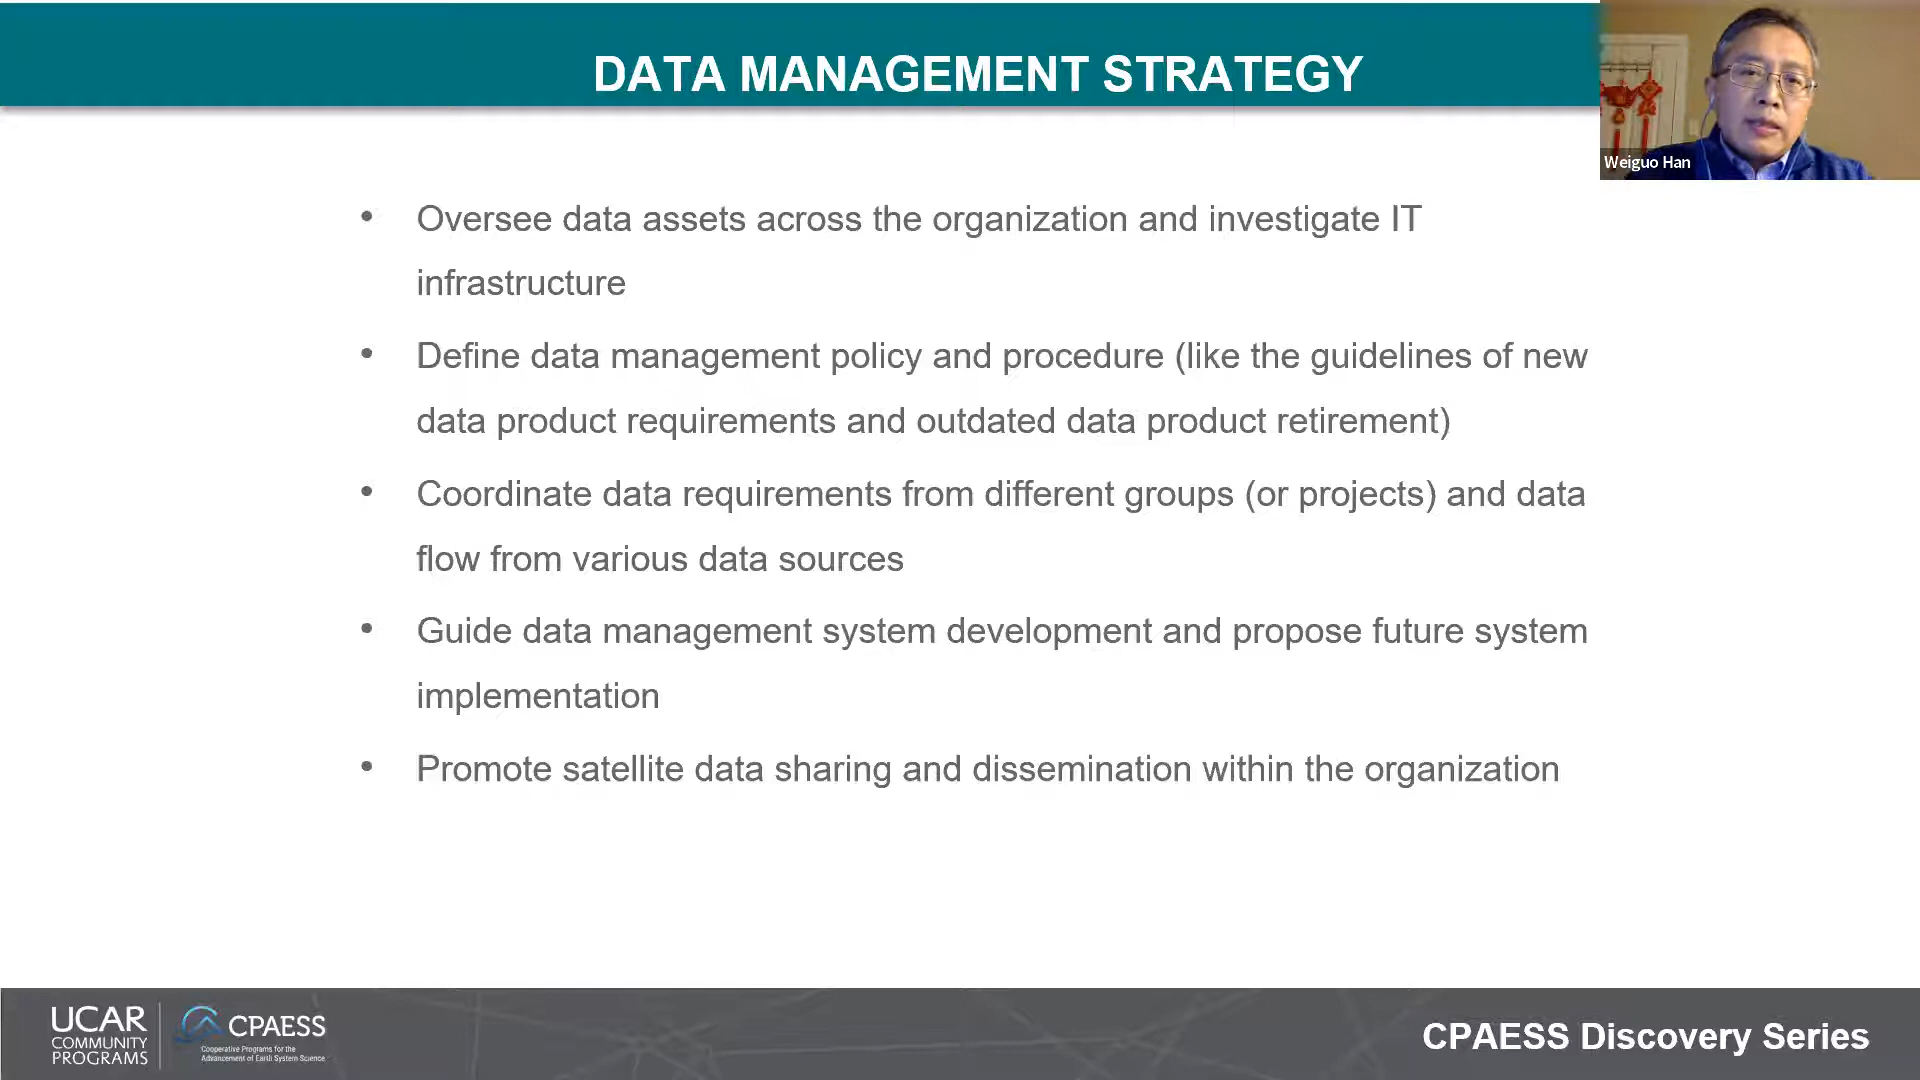 DATA MANAGEMENT STRATEGY
Weiguo Han
• Oversee data assets across the organization and investigate IT
infrastructure
• Define data management policy and procedure (like the guidelines of new
data product requirements and outdated data product retirement)
• Coordinate data requirements from different groups (or projects) and data
flow from various data sources
• Guide data management system development and propose future system
implementation
• Promote satellite data sharing and dissemination within the organization
UCAR
COMMUNITY
PROGRAMS
CPAESS
Cooperative Programs for the
Advancement of Earth System Science
CPAESS Discovery Series